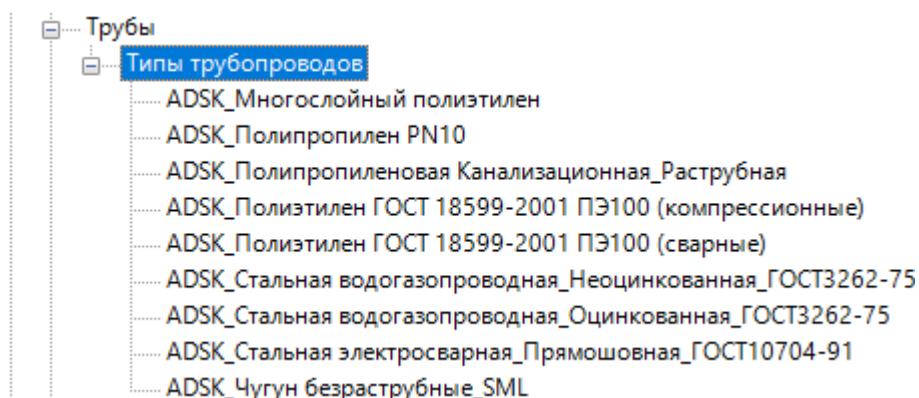 Трубы
Типы трубопроводов
ADSK_Многослойный полиэтилен
ADSK_Полипропилен PN10
ADSK_Полипропиленовая Канализационная_Раструбная
ADSK_Полиэтилен ГОСТ 18599-2001 ПЭ100 (компрессионные)
ADSK_Полиэтилен ГОСТ 18599-2001 ПЭ100 (сварные)
ADSK_Стальная водогазопроводная_Неоцинкованная_ГОСТ3262-75
ADSK_Стальная водогазопроводная_Оцинкованная_ГОСТ3262-75
ADSK_Стальная электросварная_Прямошовная_ГОСТ10704-91
ADSK_Чугун безраструбные_SML